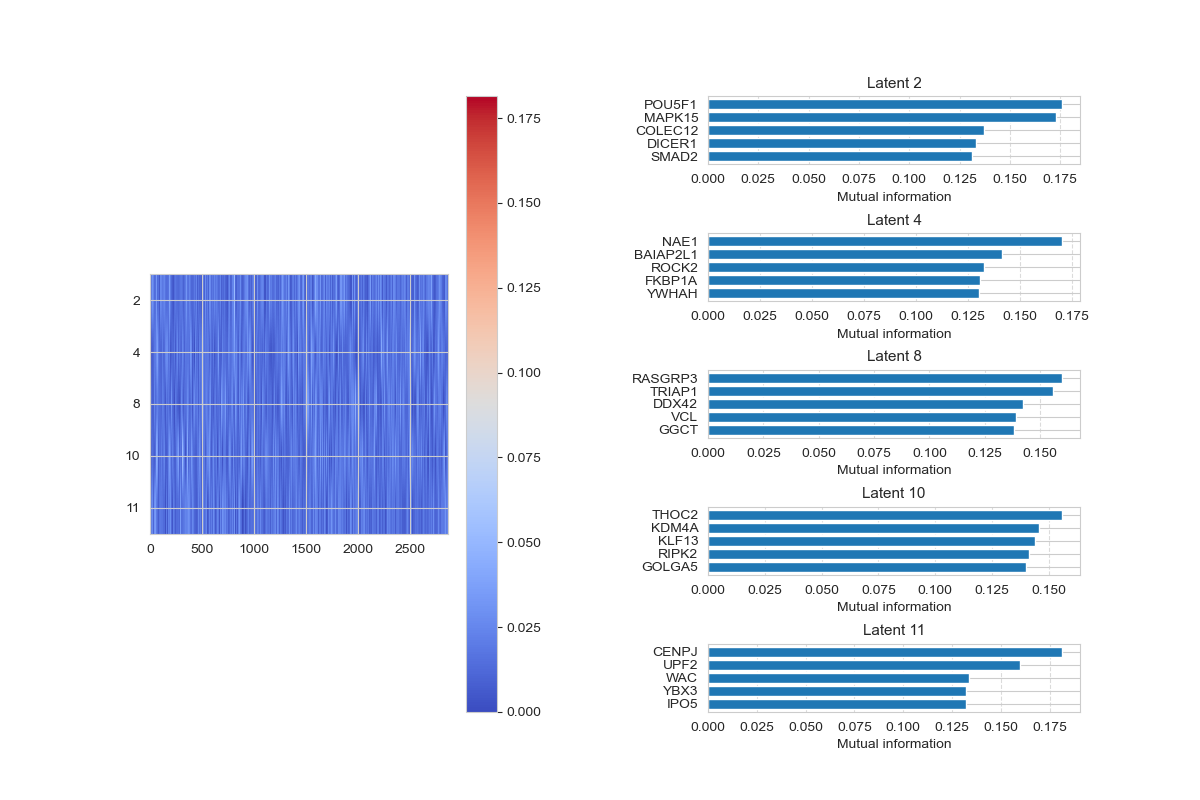 2
4
8
10
11
0 500 1000 1500 2000 2500
0.175
0.150
0.125
0.100
0.075
0.050
0.025
0.000
Latent 2
POU5F1
MAPK15
COLEC12
DICER1
SMAD2
0.000 0.025 0.050 0.075 0.100 0.125 0.150 0.175
Mutual information
Latent 4
NAE1
BAIAP2L1
ROCK2
FKBP1A
YWHAH
0.000 0.025 0.050 0.075 0.100 0.125 0.150 0.175
Mutual information
Latent 8
RASGRP3
TRIAP1
DDX42
VCL
GGCT
0.000 0.025 0.050 0.075 0.100 0.125 0.150
Mutual information
Latent 10
THOC2
KDM4A
KLF13
RIPK2
GOLGA5
0.000 0.025 0.050 0.075 0.100 0.125 0.150
Mutual information
Latent 11
CENPJ
UPF2
WAC
YBX3
IPO5
0.000 0.025 0.050 0.075 0.100 0.125 0.150 0.175
Mutual information